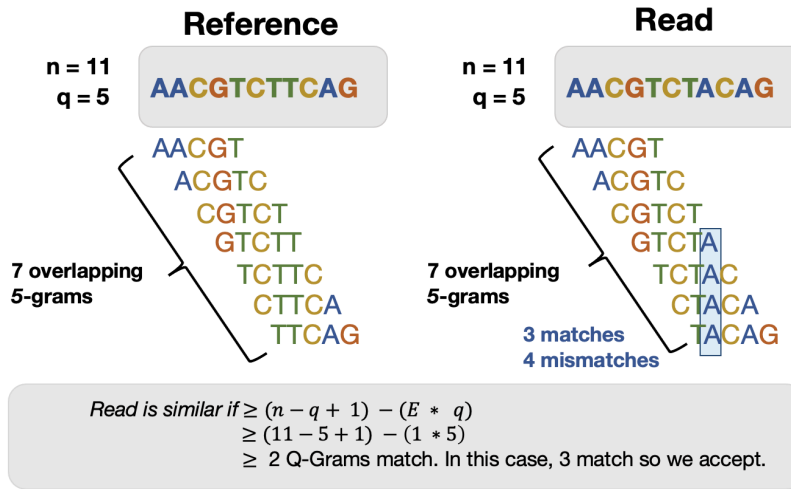 Reference
n = 11
q = 5
AACGTCTTCAG
AACGT
ACGTC
CGTCT
GTCTT
TCTTC
CTTCA
TTCAG
7 overlapping
5-grams
Read
n = 11
q = 5
AACGTCTACAG
AACGT
ACGTC
CGTCT
GTCTA
TCTAC
CTACA
TACAG
7 overlapping
5-grams
3 matches
4 mismatches
Read is similar if ≥ (n − q + 1) − (E * q)
≥ (11 − 5 + 1) − (1 * 5)
≥ 2 Q-Grams match. In this case, 3 match so we accept.